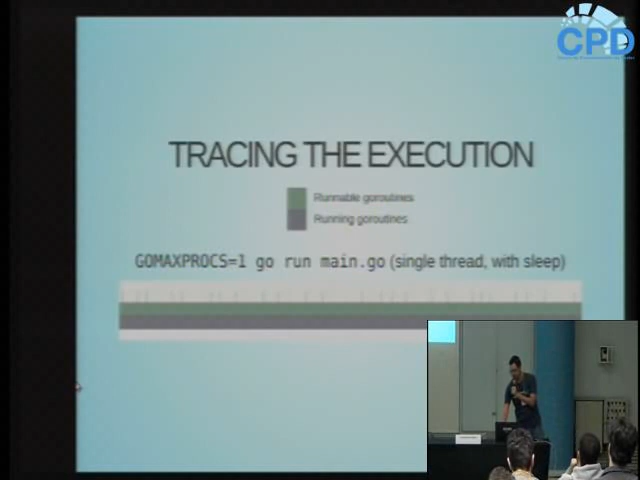 CPD
TRACING THE EXECUTION
Runnable goroutines
Running goroutines
GOMAXPROCS=1 go run main.go (single thread, with sleep)